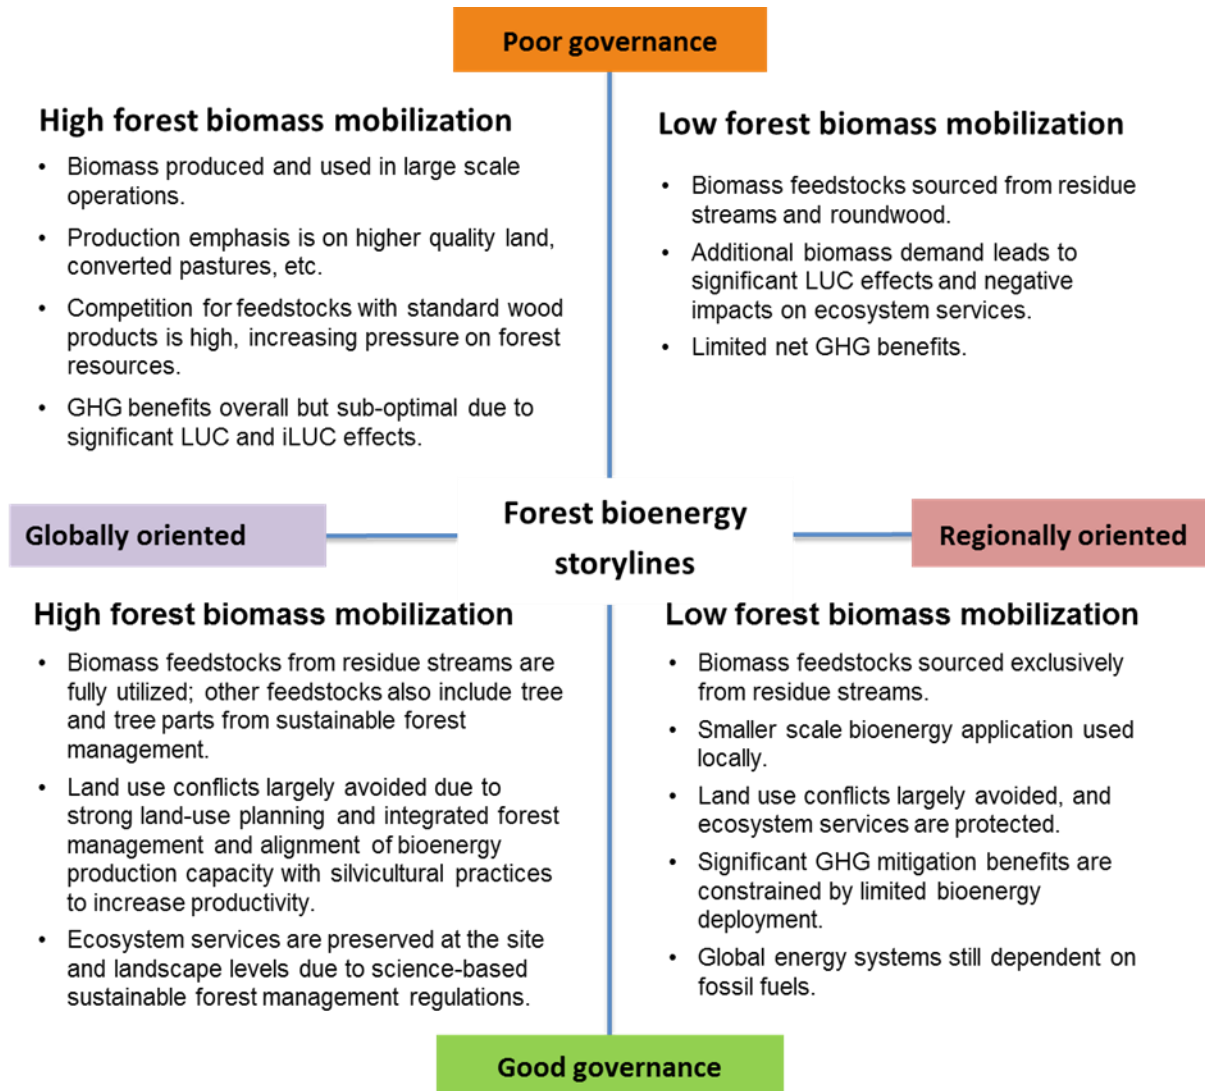 Poor governance
High forest biomass mobilization
• Biomass produced and used in large scale
operations.
• Production emphasis is on higher quality land,
converted pastures, etc.
• Competition for feedstocks with standard wood
products is high, increasing pressure on forest
resources.
• GHG benefits overall but sub-optimal due to
significant LUC and iLUC effects.
Low forest biomass mobilization
• Biomass feedstocks sourced from residue
streams and roundwood.
• Additional biomass demand leads to
significant LUC effects and negative
impacts on ecosystem services.
• Limited net GHG benefits.
Globally oriented
Forest bioenergy
storylines
Regionally oriented
High forest biomass mobilization
• Biomass feedstocks from residue streams are
fully utilized; other feedstocks also include tree
and tree parts from sustainable forest
management.
• Land use conflicts largely avoided due to
strong land-use planning and integrated forest
management and alignment of bioenergy
production capacity with silvicultural practices
to increase productivity.
• Ecosystem services are preserved at the site
and landscape levels due to science-based
sustainable forest management regulations.
Low forest biomass mobilization
• Biomass feedstocks sourced exclusively
from residue streams.
• Smaller scale bioenergy application used
locally.
• Land use conflicts largely avoided, and
ecosystem services are protected.
• Significant GHG mitigation benefits are
constrained by limited bioenergy
deployment.
• Global energy systems still dependent on
fossil fuels.
Good governance